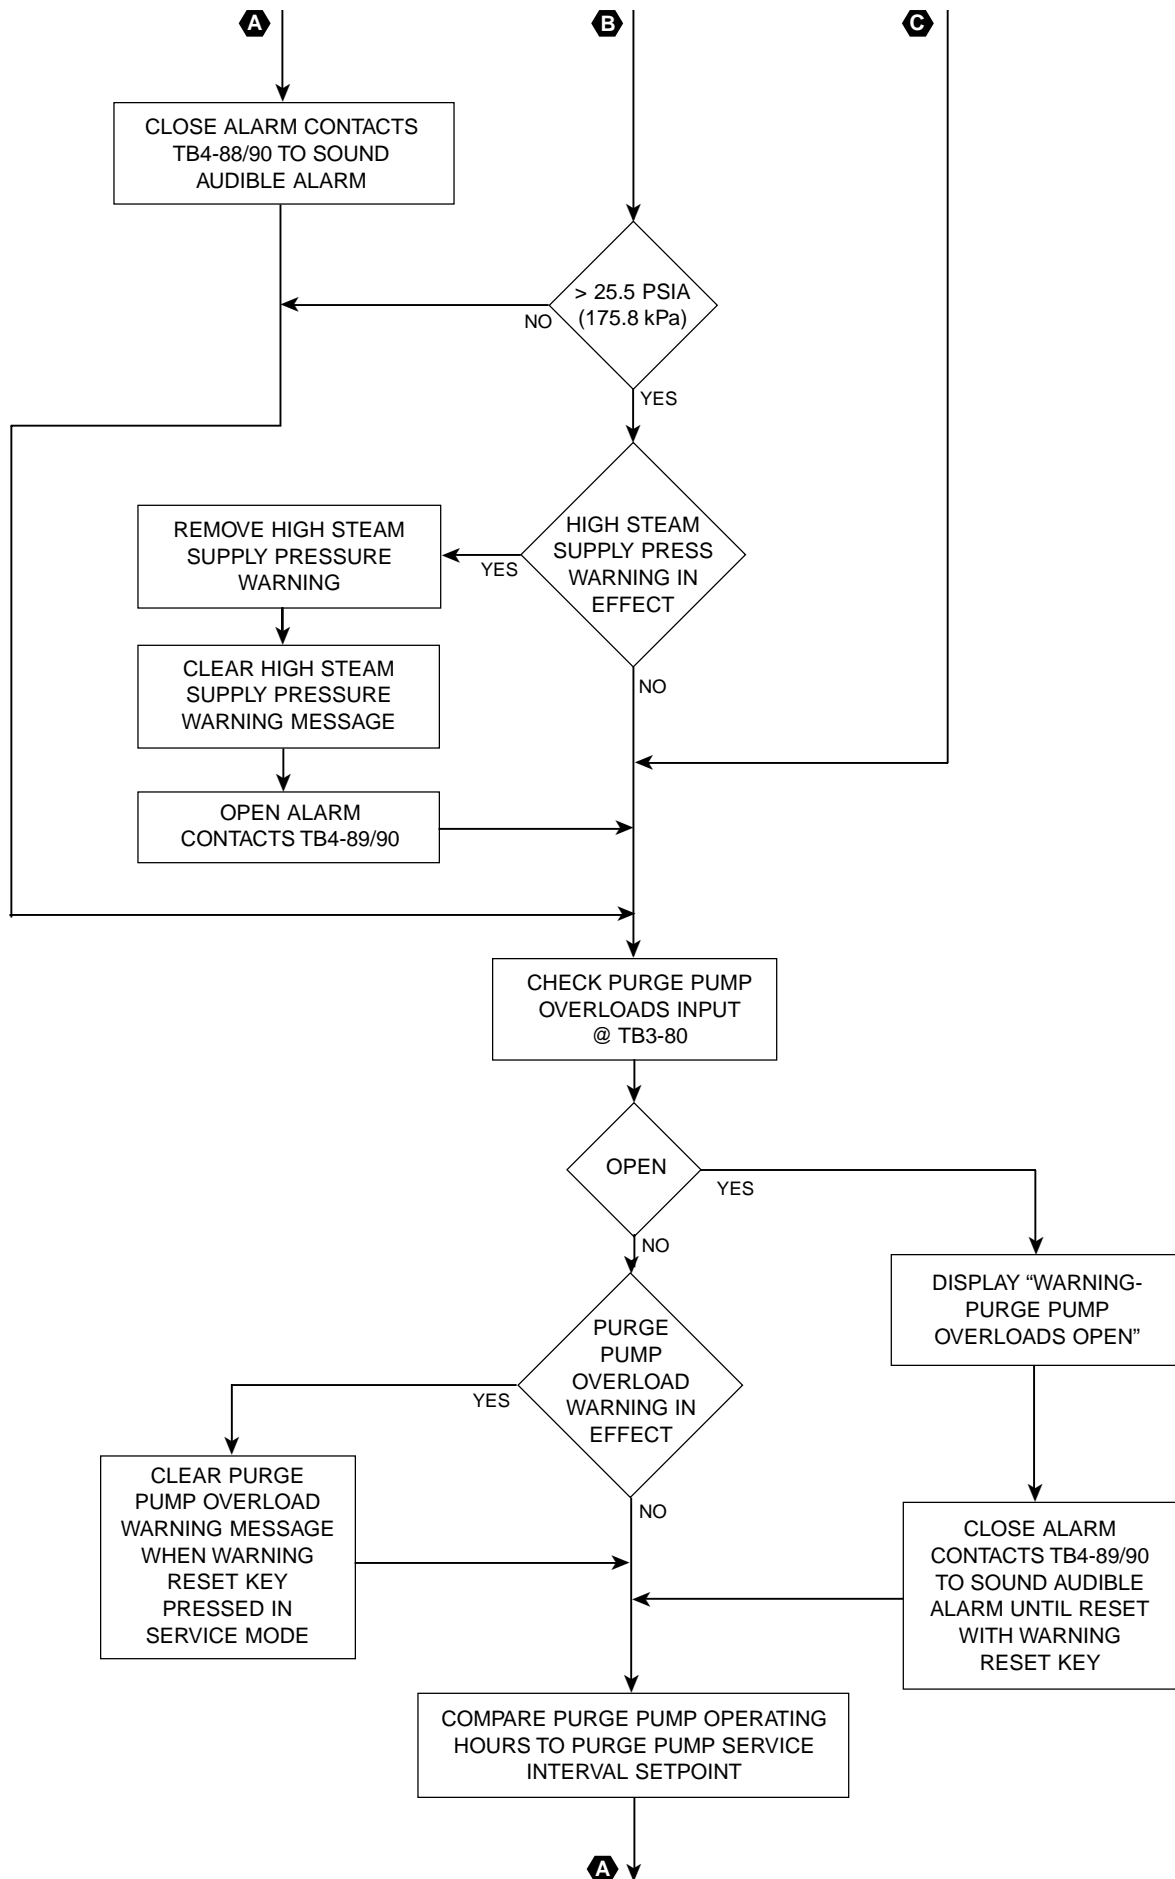 A
B
C
CLOSE ALARM CONTACTS
TB4-88/90 TO SOUND
AUDIBLE ALARM
> 25.5 PSIA
(175.8 kPa)
NO
YES
HIGH STEAM
SUPPLY PRESS
WARNING IN
EFFECT
YES
NO
REMOVE HIGH STEAM
SUPPLY PRESSURE
WARNING
CLEAR HIGH STEAM
SUPPLY PRESSURE
WARNING MESSAGE
OPEN ALARM
CONTACTS TB4-89/90
CHECK PURGE PUMP
OVERLOADS INPUT
@ TB3-80
OPEN
YES
NO
DISPLAY “WARNING-
PURGE PUMP
OVERLOADS OPEN”
PURGE
PUMP
OVERLOAD
WARNING IN
EFFECT
YES
NO
CLEAR PURGE
PUMP OVERLOAD
WARNING MESSAGE
WHEN WARNING
RESET KEY
PRESSED IN
SERVICE MODE
CLOSE ALARM
CONTACTS TB4-89/90
TO SOUND AUDIBLE
ALARM UNTIL RESET
WITH WARNING
RESET KEY
COMPARE PURGE PUMP OPERATING
HOURS TO PURGE PUMP SERVICE
INTERVAL SETPOINT
A